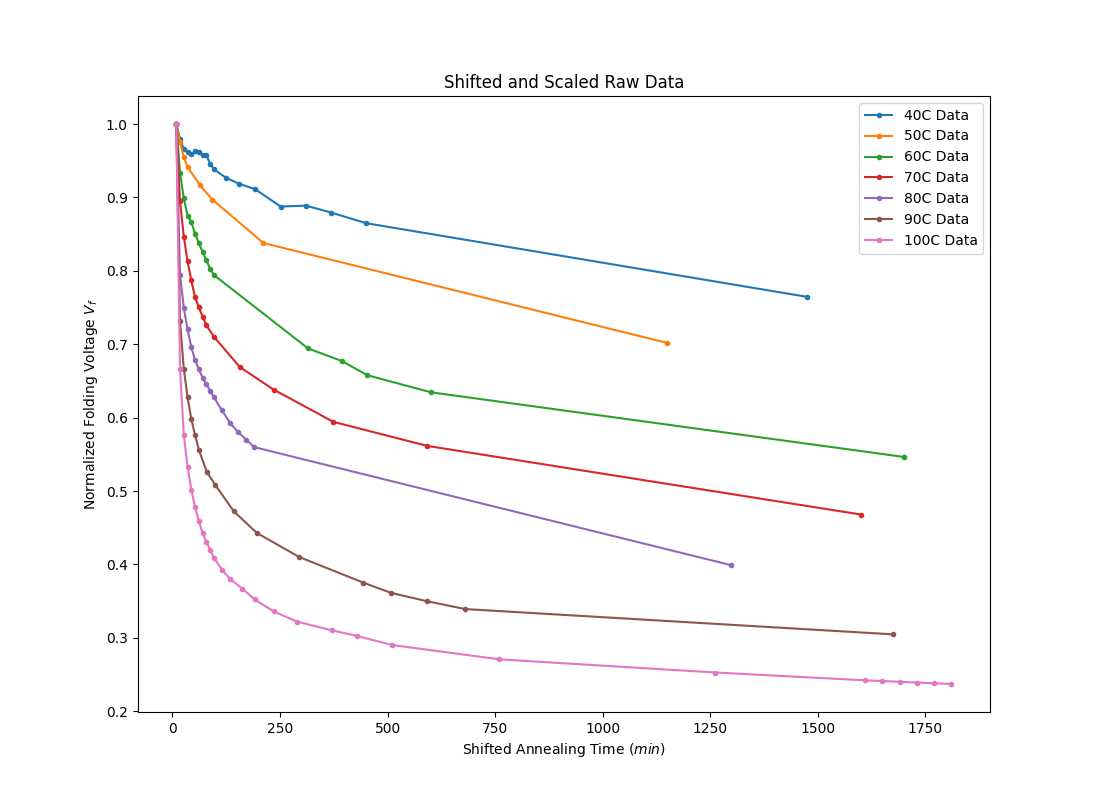 Shifted and Scaled Raw Data
40C Data
50C Data
60C Data
70C Data
80C Data
90C Data
100C Data
Normalized Folding Voltage V_f
1.0
0.9
0.8
0.7
0.6
0.5
0.4
0.3
0.2
0 250 500 750 1000 1250 1500 1750
Shifted Annealing Time (min)